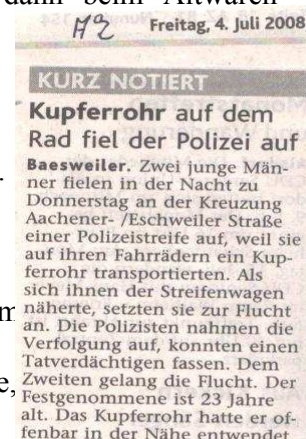 dann beim Altwaren
HZ Freitag, 4. Juli 2008
KURZ NOTIERT
Kupferrohr auf dem
Rad fiel der Polizei auf
Baesweiler. Zwei junge Män-
ner fielen in der Nacht zu
Donnerstag an der Kreuzung
Aachener- /Eschweiler Straße
einer Polizeistreife auf, weil sie
auf ihren Fahrrädern ein Kup-
ferrohr transportierten. Als
sich ihnen der Streifenwagen
näherte, setzten sie zur Flucht
an. Die Polizisten nahmen die
Verfolgung auf, konnten einen
Tatverdächtigen fassen. Dem
Zweiten gelang die Flucht. Der
Festgenommene ist 23 Jahre
alt. Das Kupferrohr hatte er of-
fenbar in der Nähe entwendet